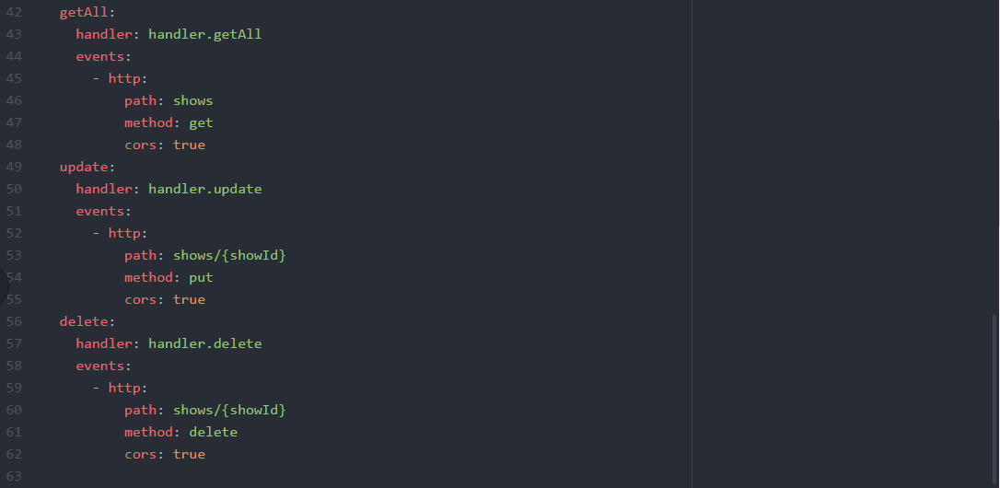 42 getAll:
43 handler: handler.getAll
44 events:
45 - http:
46 path: shows
47 method: get
48 cors: true
49 update:
50 handler: handler.update
51 events:
52 - http:
53 path: shows/{showId}
54 method: put
55 cors: true
56 delete:
57 handler: handler.delete
58 events:
59 - http:
60 path: shows/{showId}
61 method: delete
62 cors: true
63